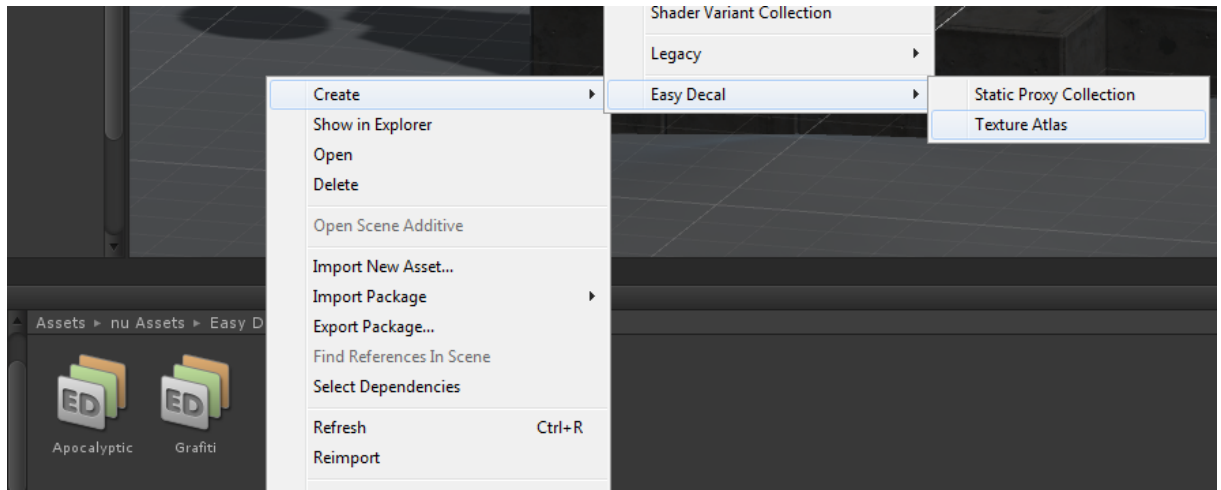 Shader Variant Collection
Legacy
Easy Decal
Static Proxy Collection
Texture Atlas
Create
Show in Explorer
Open
Delete
Open Scene Additive
Import New Asset...
Import Package
Export Package...
Find References In Scene
Select Dependencies
Refresh Ctrl+R
Reimport
Assets ▸ nu Assets ▸ Easy D
ED
ED
Apocalyptic
Grafiti